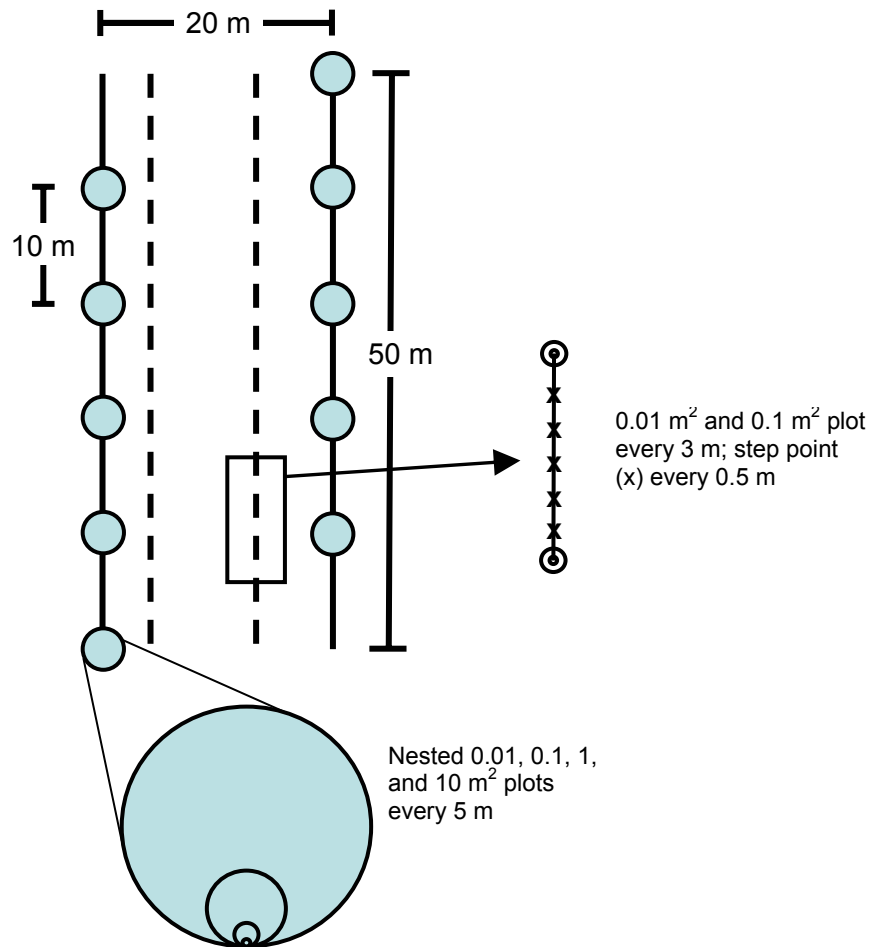 20 m
10 m
50 m
0.01 m² and 0.1 m² plot
every 3 m; step point
(x) every 0.5 m
x
x
x
x
x
Nested 0.01, 0.1, 1,
and 10 m² plots
every 5 m